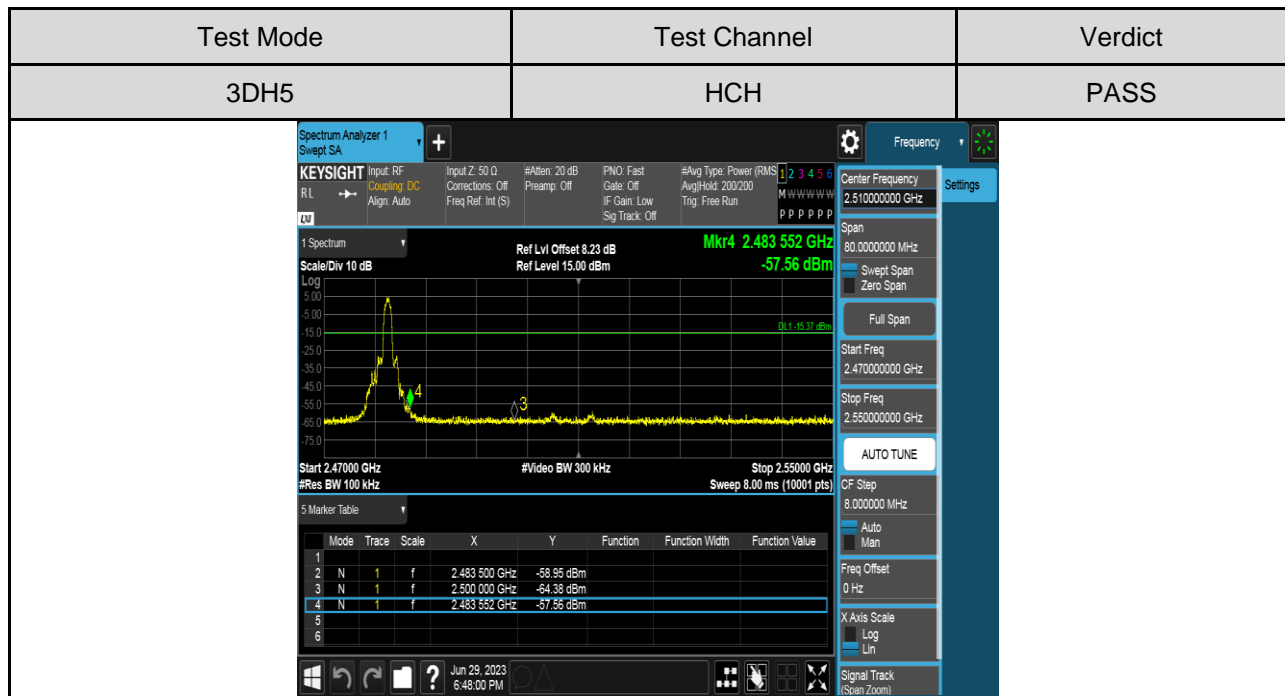 Test Mode Test Channel Verdict
3DH5 HCH PASS
Spectrum Analyzer 1
Swept SA
+
Frequency
KEYSIGHT
RL
LXI
Input: RF
Coupling: DC
Align: Auto
Input Z: 50 Ω
Corrections: Off
Freq Ref: Int (S)
#Atten: 20 dB
Preamp: Off
PNO: Fast
Gate: Off
IF Gain: Low
Sig Track: Off
#Avg Type: Power (RMS
Avg|Hold: 200/200
Trig: Free Run
1 2 3 4 5 6
M W W W W W
P P P P P P
1 Spectrum
Scale/Div 10 dB
Ref Lvl Offset 8.23 dB
Ref Level 15.00 dBm
Mkr4 2.483 552 GHz
-57.56 dBm
Log
5.00
-5.00
-15.0
-25.0
-35.0
-45.0
-55.0
-65.0
-75.0
DL1 -15.37 dBm
4
3
Start 2.47000 GHz
#Res BW 100 kHz
#Video BW 300 kHz
Stop 2.55000 GHz
Sweep 8.00 ms (10001 pts)
5 Marker Table
Mode Trace Scale X Y Function Function Width Function Value
1
2 N 1 f 2.483 500 GHz -58.95 dBm
3 N 1 f 2.500 000 GHz -64.38 dBm
4 N 1 f 2.483 552 GHz -57.56 dBm
5
6
?
Jun 29, 2023
6:48:00 PM
Center Frequency
2.510000000 GHz
Settings
Span
80.0000000 MHz
Swept Span
Zero Span
Full Span
Start Freq
2.470000000 GHz
Stop Freq
2.550000000 GHz
AUTO TUNE
CF Step
8.000000 MHz
Auto
Man
Freq Offset
0 Hz
X Axis Scale
Log
Lin
Signal Track
(Span Zoom)